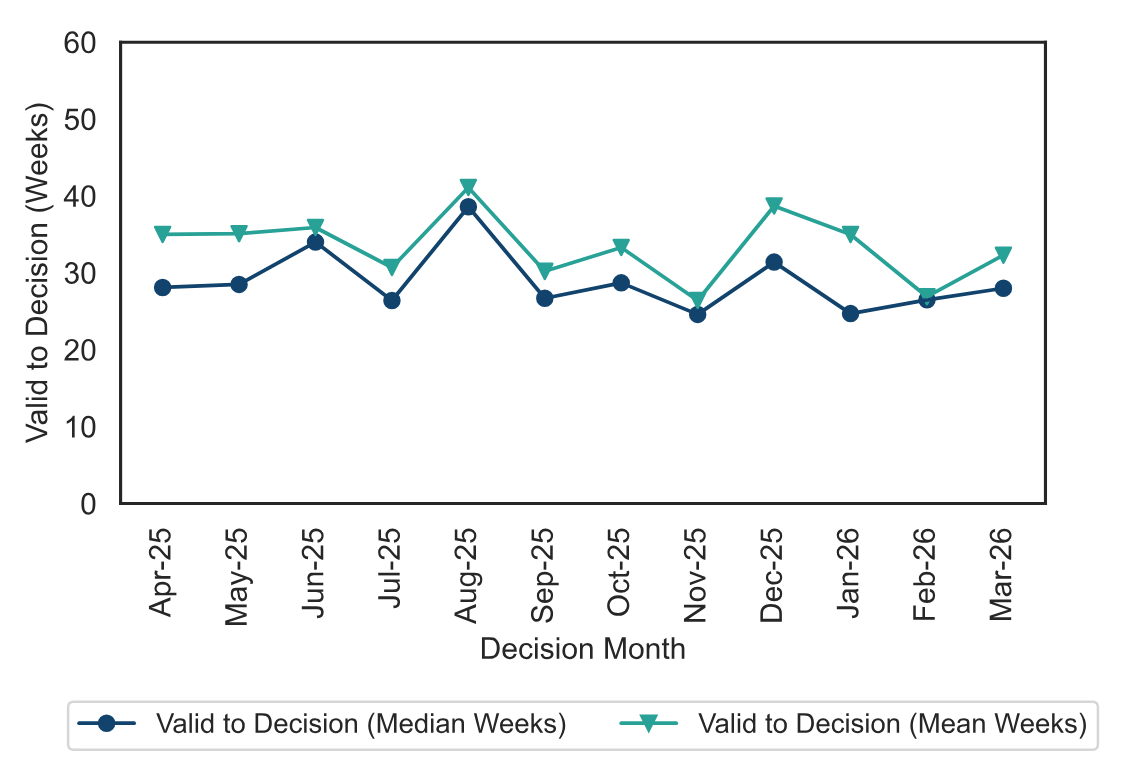 60
50
40
30
20
10
0
Valid to Decision (Weeks)
Apr-25
May-25
Jun-25
Jul-25
Aug-25
Sep-25
Oct-25
Nov-25
Dec-25
Jan-26
Feb-26
Mar-26
Decision Month
Valid to Decision (Median Weeks)
Valid to Decision (Mean Weeks)